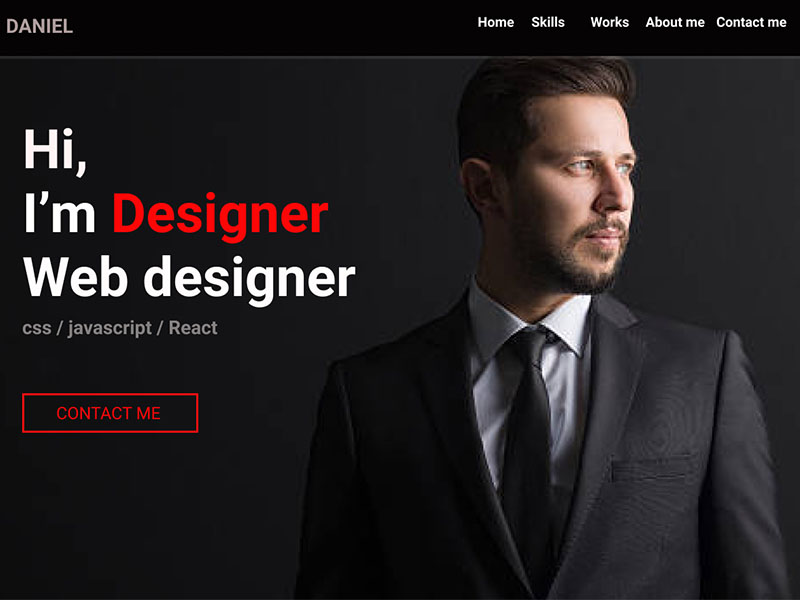 DANIEL
Home Skills Works About me Contact me
Hi,
I’m Designer
Web designer
css / javascript / React
CONTACT ME